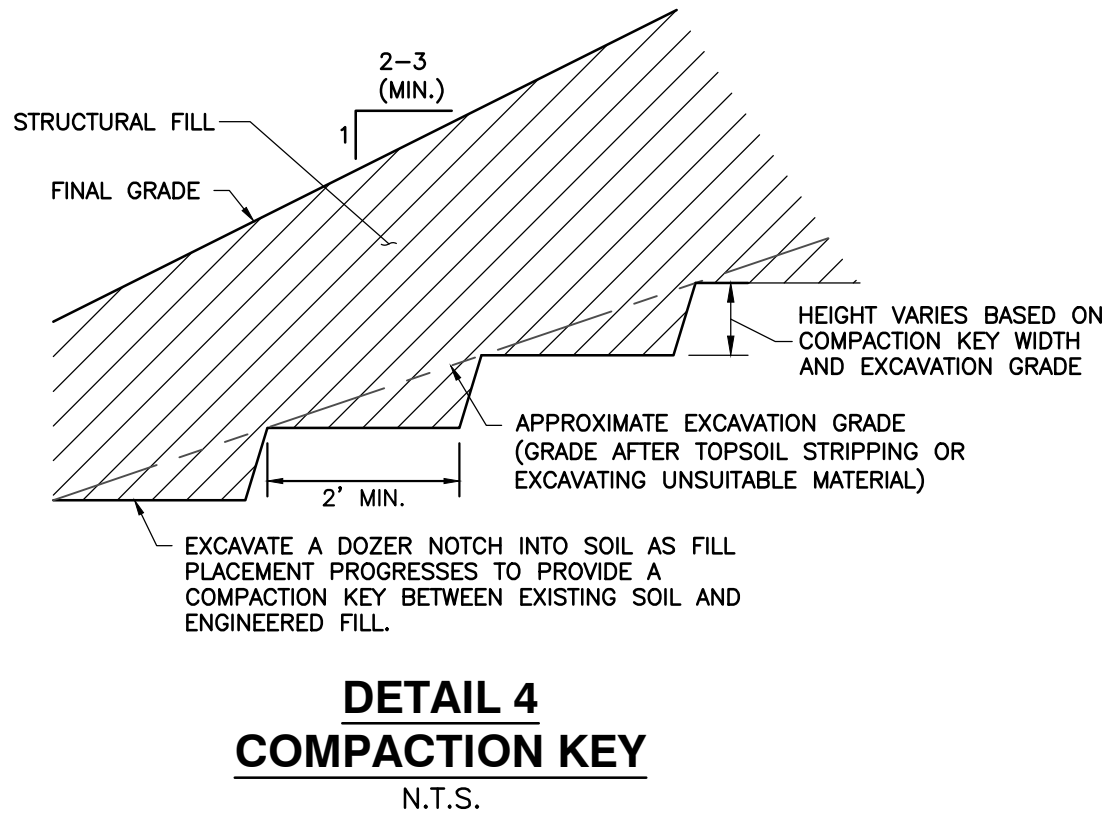 2-3
(MIN.)
1
STRUCTURAL FILL
FINAL GRADE
HEIGHT VARIES BASED ON
COMPACTION KEY WIDTH
AND EXCAVATION GRADE
APPROXIMATE EXCAVATION GRADE
(GRADE AFTER TOPSOIL STRIPPING OR
EXCAVATING UNSUITABLE MATERIAL)
2' MIN.
EXCAVATE A DOZER NOTCH INTO SOIL AS FILL
PLACEMENT PROGRESSES TO PROVIDE A
COMPACTION KEY BETWEEN EXISTING SOIL AND
ENGINEERED FILL.
DETAIL 4
COMPACTION KEY
N.T.S.